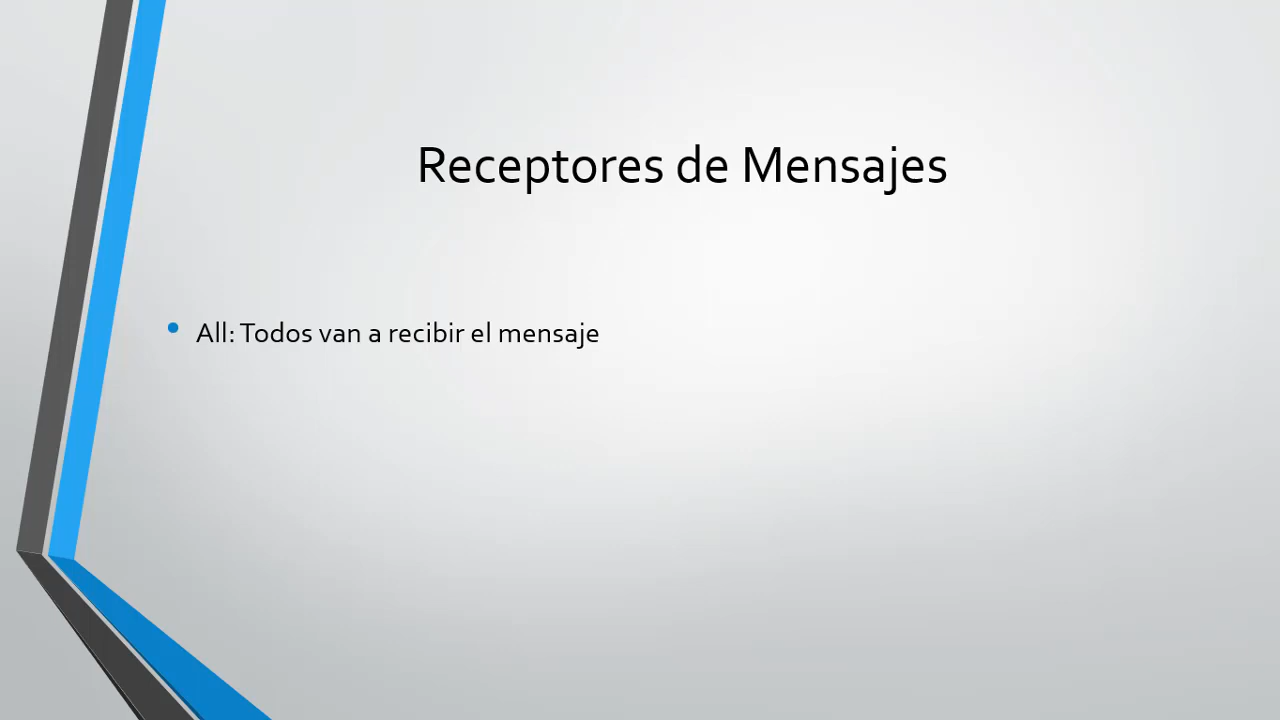 Receptores de Mensajes
• All: Todos van a recibir el mensaje